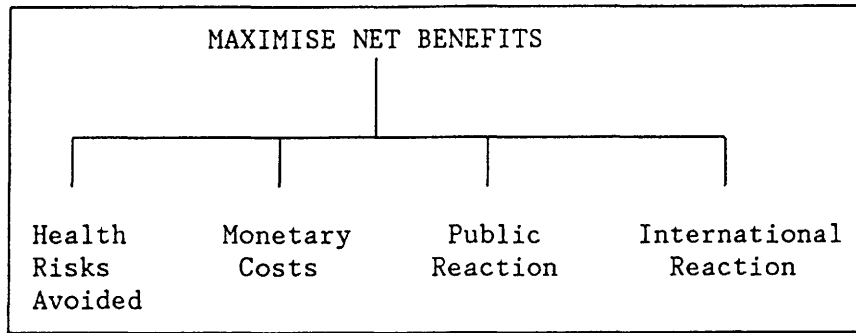 MAXIMISE NET BENEFITS
Health Risks Avoided
Monetary Costs
Public Reaction
International Reaction